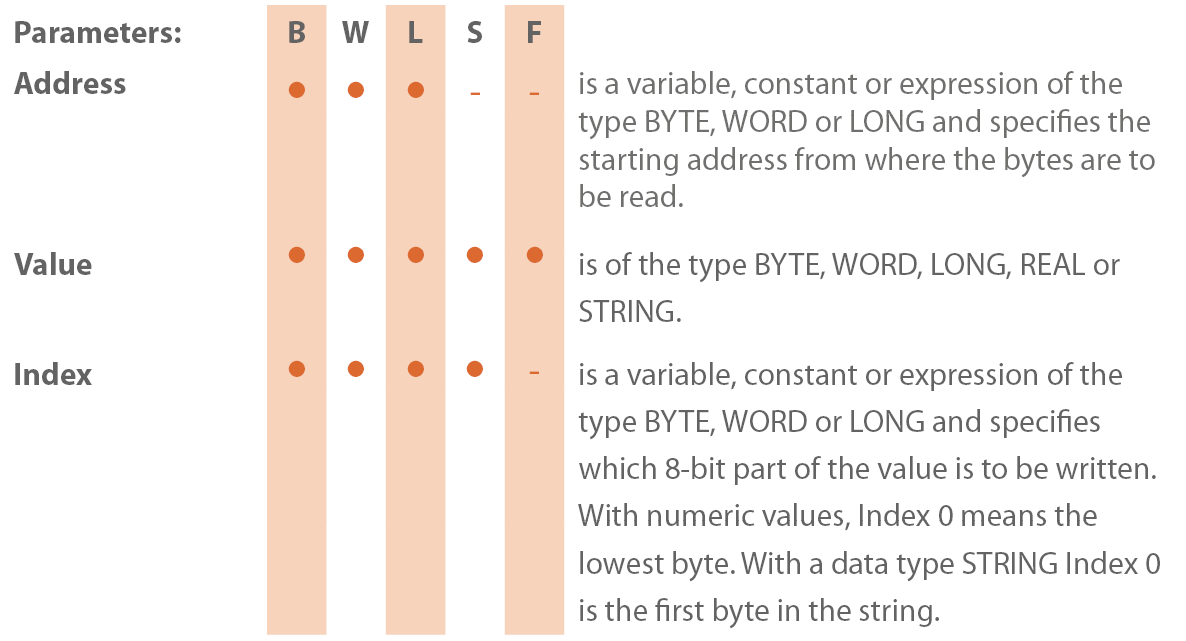 Parameters: B W L S F
Address ● ● ● - - is a variable, constant or expression of the
type BYTE, WORD or LONG and specifies the
starting address from where the bytes are to
be read.
Value ● ● ● ● ● is of the type BYTE, WORD, LONG, REAL or
STRING.
Index ● ● ● ● - is a variable, constant or expression of the
type BYTE, WORD or LONG and specifies
which 8-bit part of the value is to be written.
With numeric values, Index 0 means the
lowest byte. With a data type STRING Index 0
is the first byte in the string.